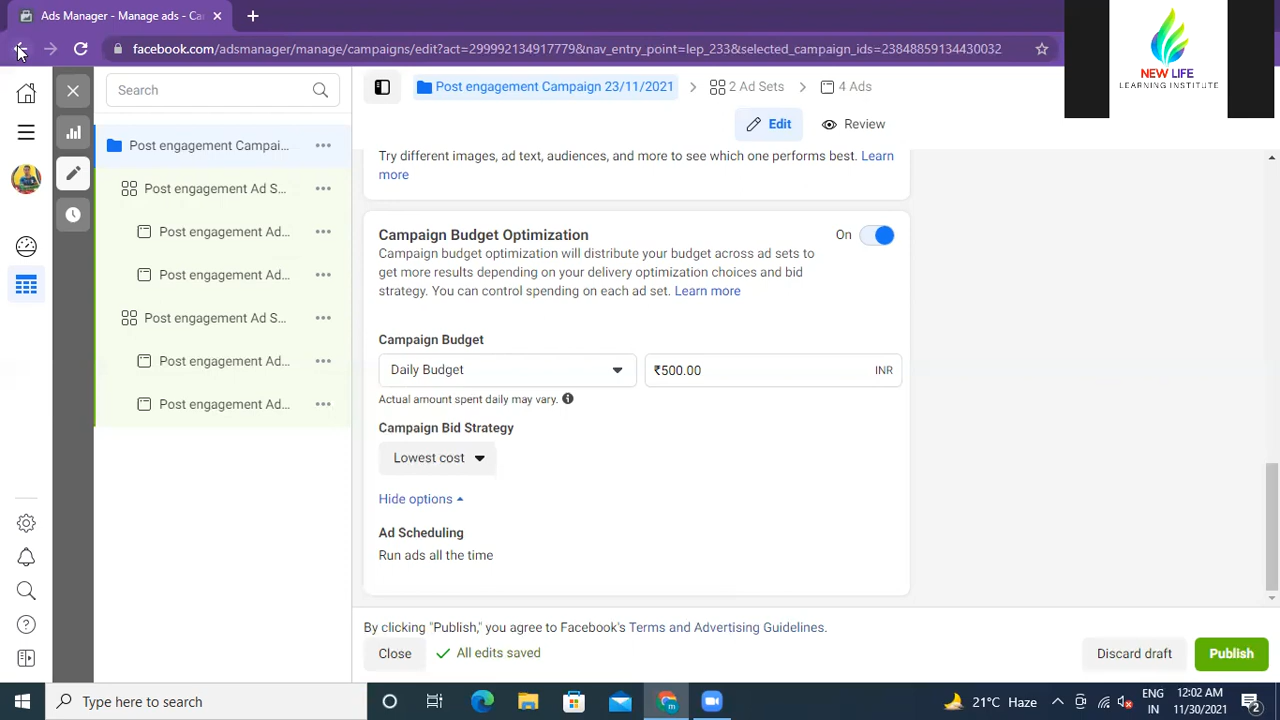 Ads Manager - Manage ads - Ca
facebook.com/adsmanager/manage/campaigns/edit?act=299992134917779&nav_entry_point=lep_233&selected_campaign_ids=23848859134430032
NEW LIFE
LEARNING INSTITUTE
Search
Post engagement Campaign 23/11/2021
2 Ad Sets
4 Ads
Edit
Review
Post engagement Campai...
Post engagement Ad S...
Post engagement Ad...
Post engagement Ad...
Post engagement Ad S...
Post engagement Ad...
Post engagement Ad...
Try different images, ad text, audiences, and more to see which one performs best. Learn
more
Campaign Budget Optimization
On
Campaign budget optimization will distribute your budget across ad sets to
get more results depending on your delivery optimization choices and bid
strategy. You can control spending on each ad set. Learn more
Campaign Budget
Daily Budget
₹500.00
INR
Actual amount spent daily may vary.
Campaign Bid Strategy
Lowest cost
Hide options
Ad Scheduling
Run ads all the time
By clicking "Publish," you agree to Facebook's Terms and Advertising Guidelines.
Close
All edits saved
Discard draft
Publish
Type here to search
21°C Haze
ENG
IN
12:02 AM
11/30/2021
2